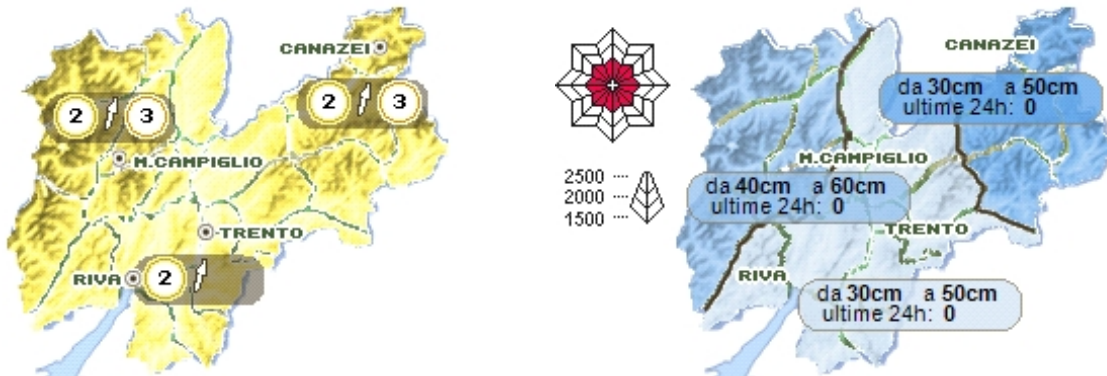 CANAZEI
2 3
2 3
M.CAMPIGLIO
TRENTO
RIVA
2
2500
2000
1500
CANAZEI
da 30cm a 50cm
ultime 24h: 0
M.CAMPIGLIO
da 40cm a 60cm
ultime 24h: 0
TRENTO
RIVA
da 30cm a 50cm
ultime 24h: 0